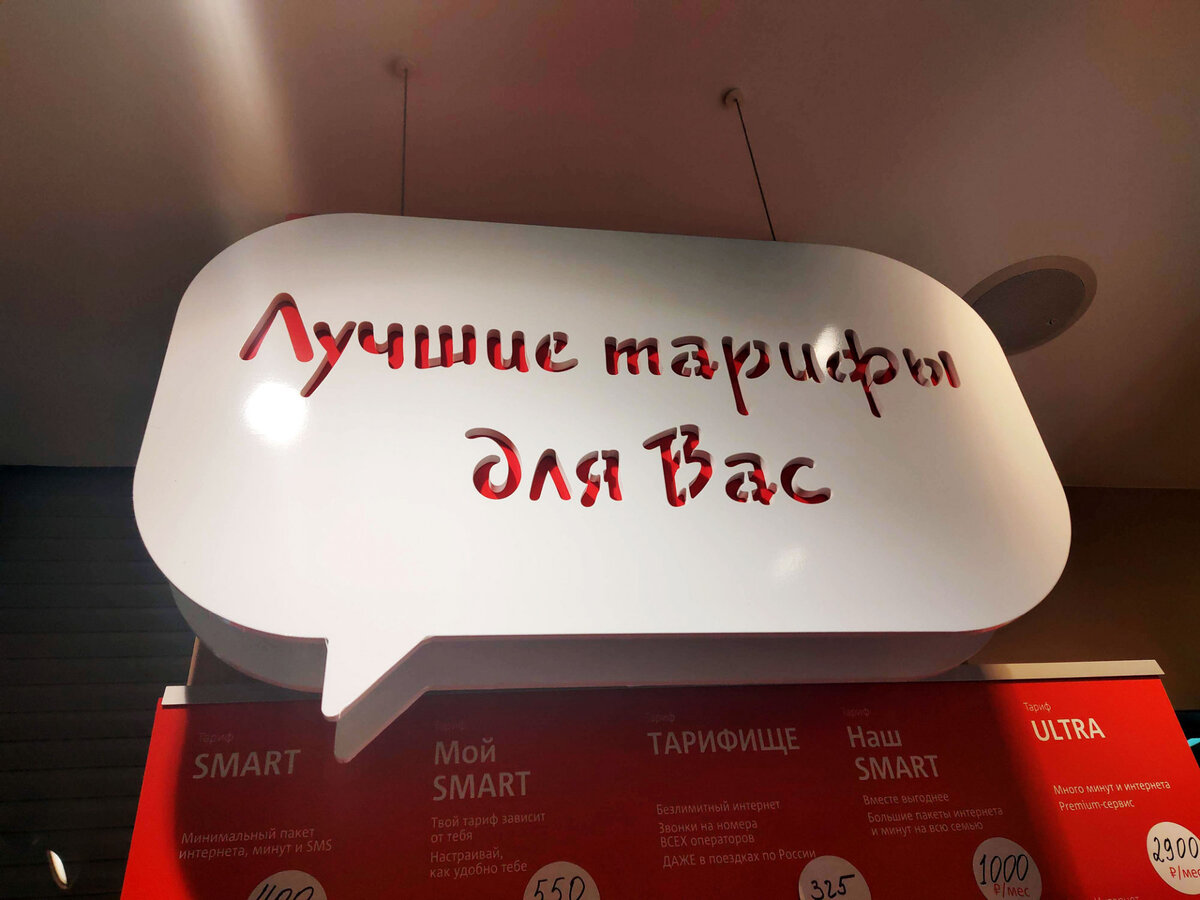 Лучшие тарифы
для Вас
Тариф
SMART
Минимальный пакет
интернета, минут и SMS
400
Тариф
Мой
SMART
Твой тариф зависит
от тебя
Настраивай,
как удобно тебе
550
Тариф
ТАРИФИЩЕ
Безлимитный интернет
Звонки на номера
ВСЕХ операторов
ДАЖЕ в поездках по России
325
Тариф
Наш
SMART
Вместе выгоднее
Большие пакеты интернета
и минут на всю семью
1000
₽/мес
Тариф
ULTRA
Много минут и интернета
Premium-сервис
2900
₽/мес